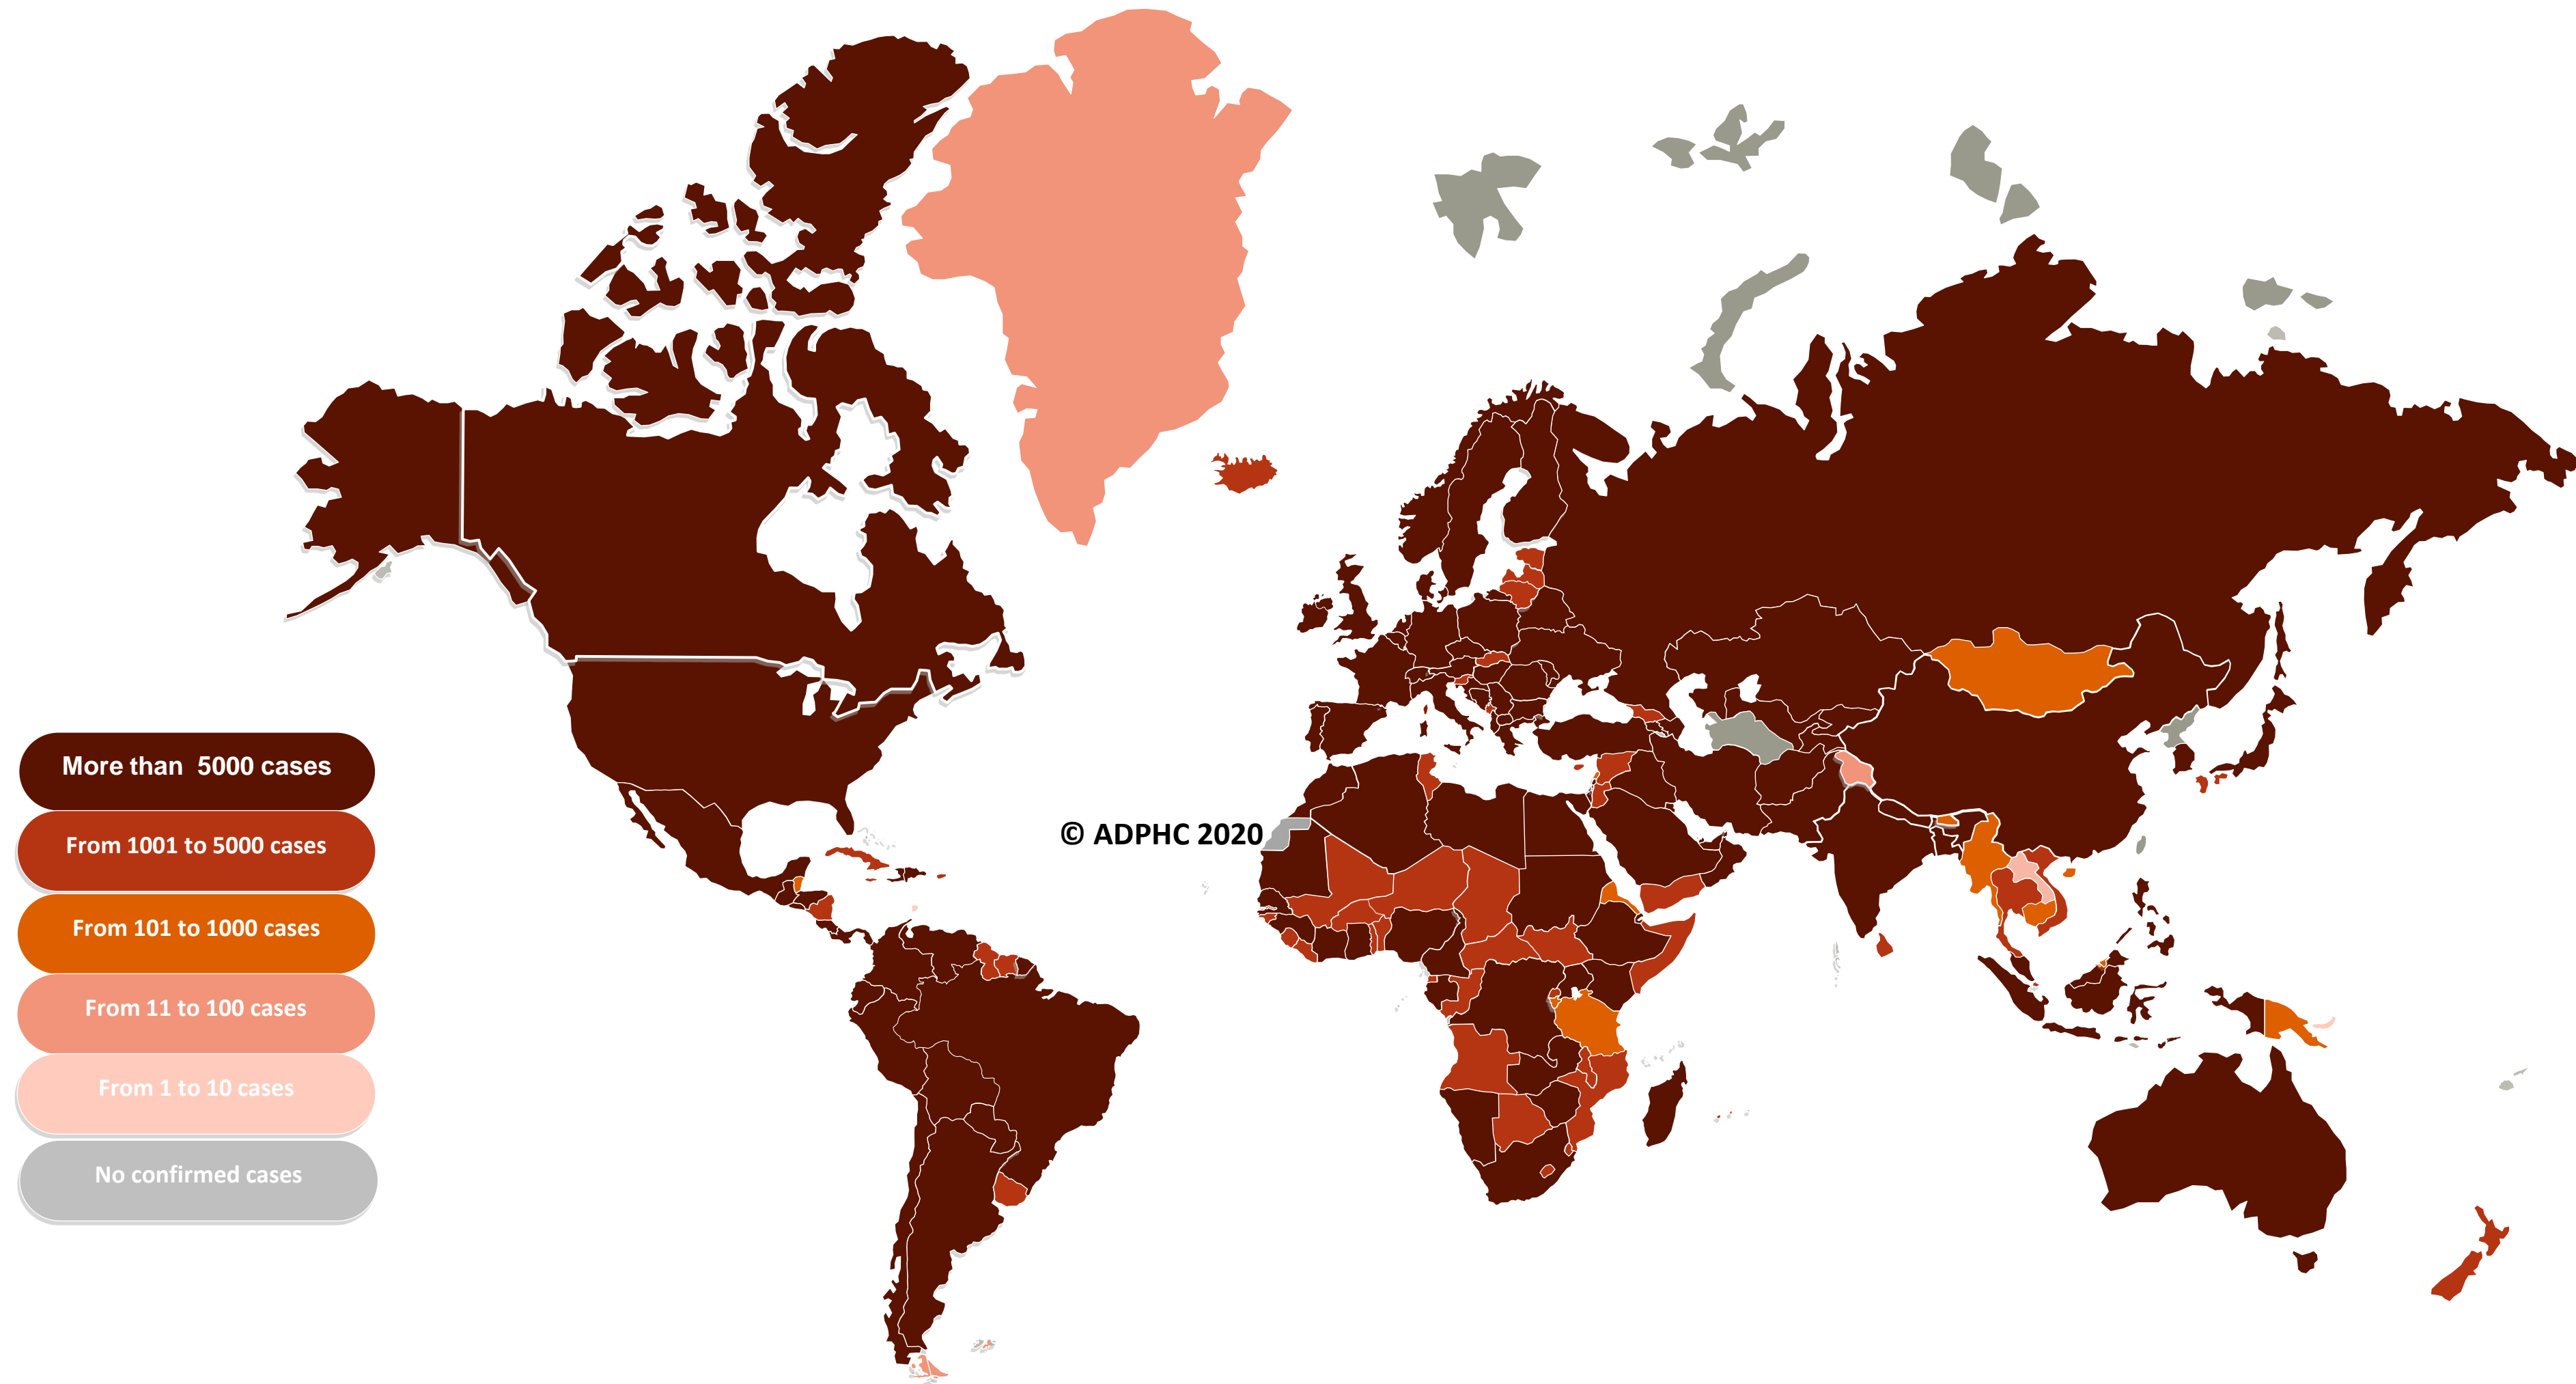 More than  5000 cases
From 1001 to 5000 cases
© ADPHC 2020
From 101 to 1000 cases
From 11 to 100 cases
From 1 to 10 cases
No confirmed cases